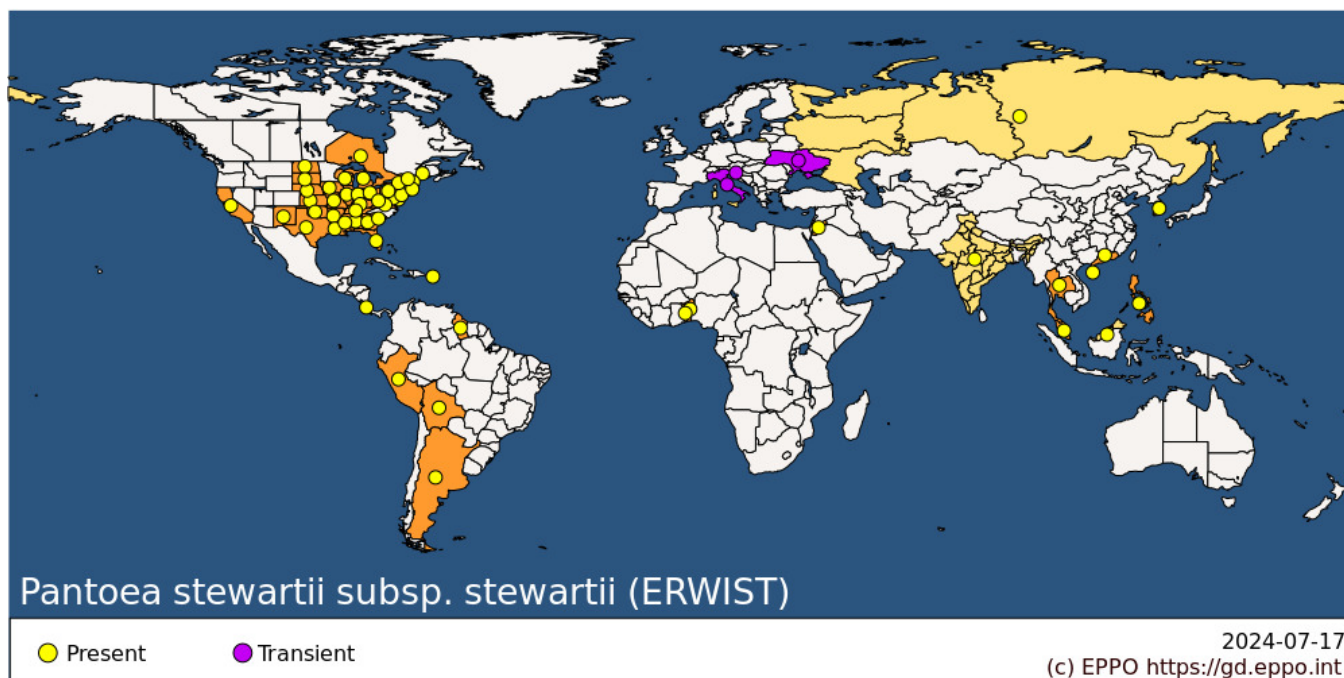 Pantoea stewartii subsp. stewartii (ERWIST)
Present
Transient
2024-07-17
(c) EPPO https://gd.eppo.int